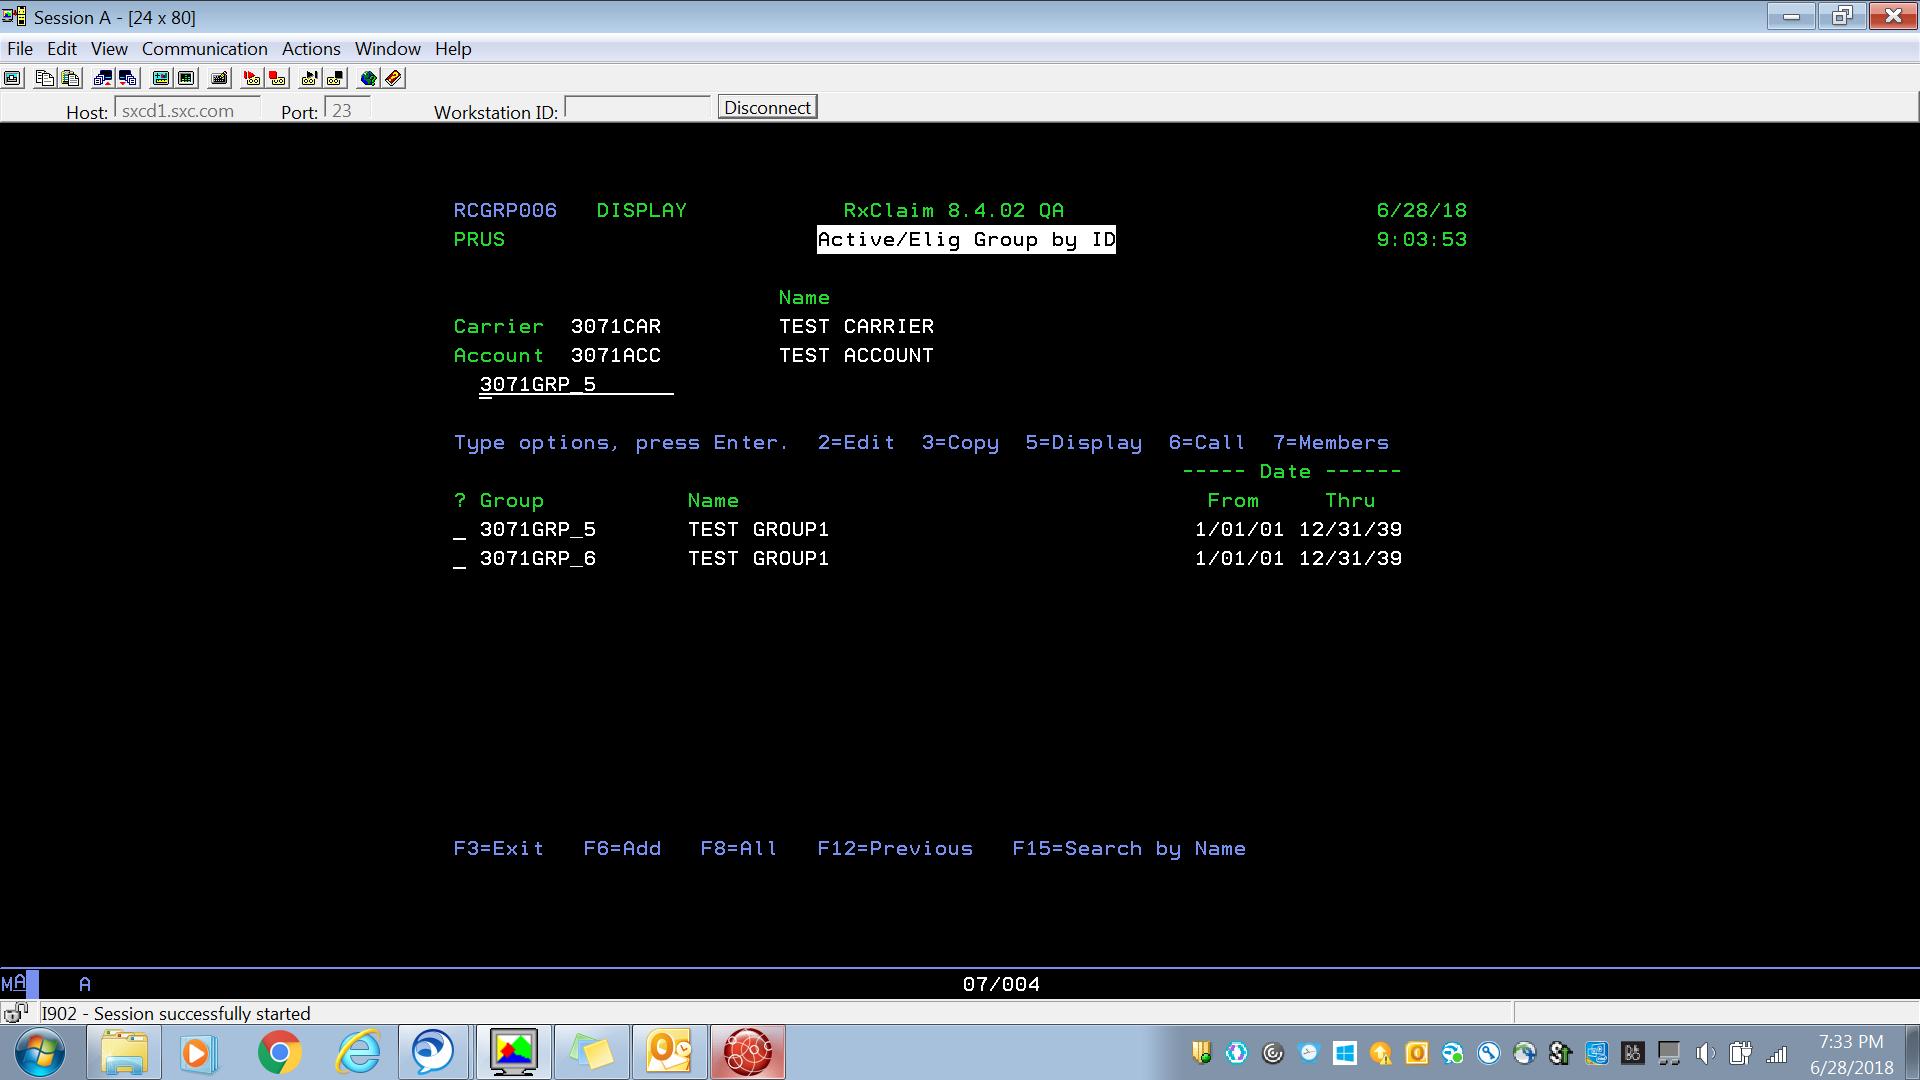 Session A - [24 x 80]
File Edit View Communication Actions Window Help
Host: sxcd1.sxc.com Port: 23 Workstation ID: Disconnect
RCGRP006 DISPLAY RxClaim 8.4.02 QA 6/28/18
PRUS Active/Elig Group by ID 9:03:53
Name
Carrier 3071CAR TEST CARRIER
Account 3071ACC TEST ACCOUNT
3071GRP_5
Type options, press Enter. 2=Edit 3=Copy 5=Display 6=Call 7=Members
----- Date ------
? Group Name From Thru
_ 3071GRP_5 TEST GROUP1 1/01/01 12/31/39
_ 3071GRP_6 TEST GROUP1 1/01/01 12/31/39
F3=Exit F6=Add F8=All F12=Previous F15=Search by Name
MA A 07/004
I902 - Session successfully started
7:33 PM
6/28/2018